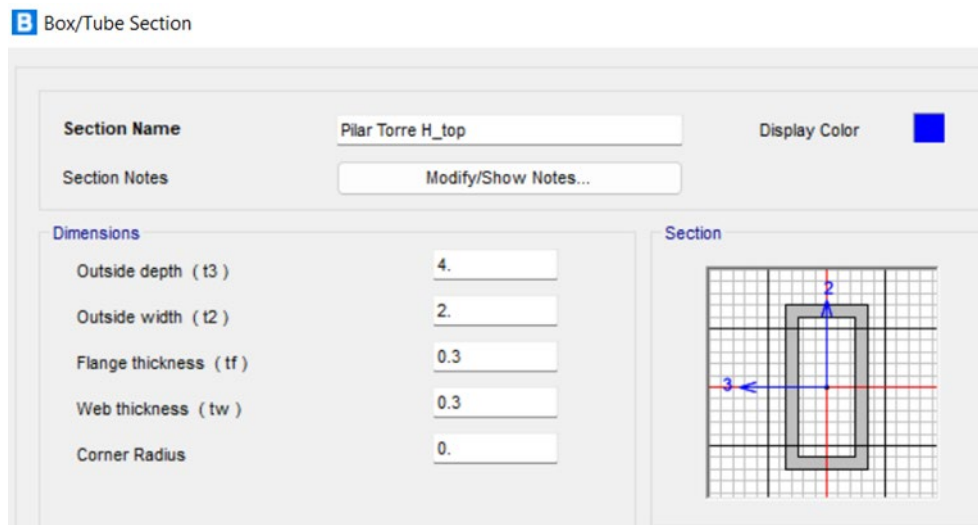 B Box/Tube Section
Section Name Pilar Torre H_top Display Color
Section Notes Modify/Show Notes...
Dimensions Section
Outside depth ( t3 ) 4.
Outside width ( t2 ) 2.
Flange thickness ( tf ) 0.3
Web thickness ( tw ) 0.3
Corner Radius 0.
2
3